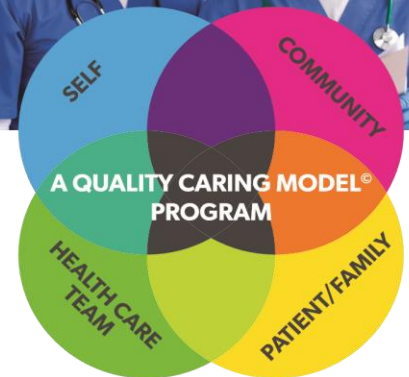 SELF
COMMUNITY
A QUALITY CARING MODEL©
PROGRAM
HEALTH CARE
TEAM
PATIENT/FAMILY